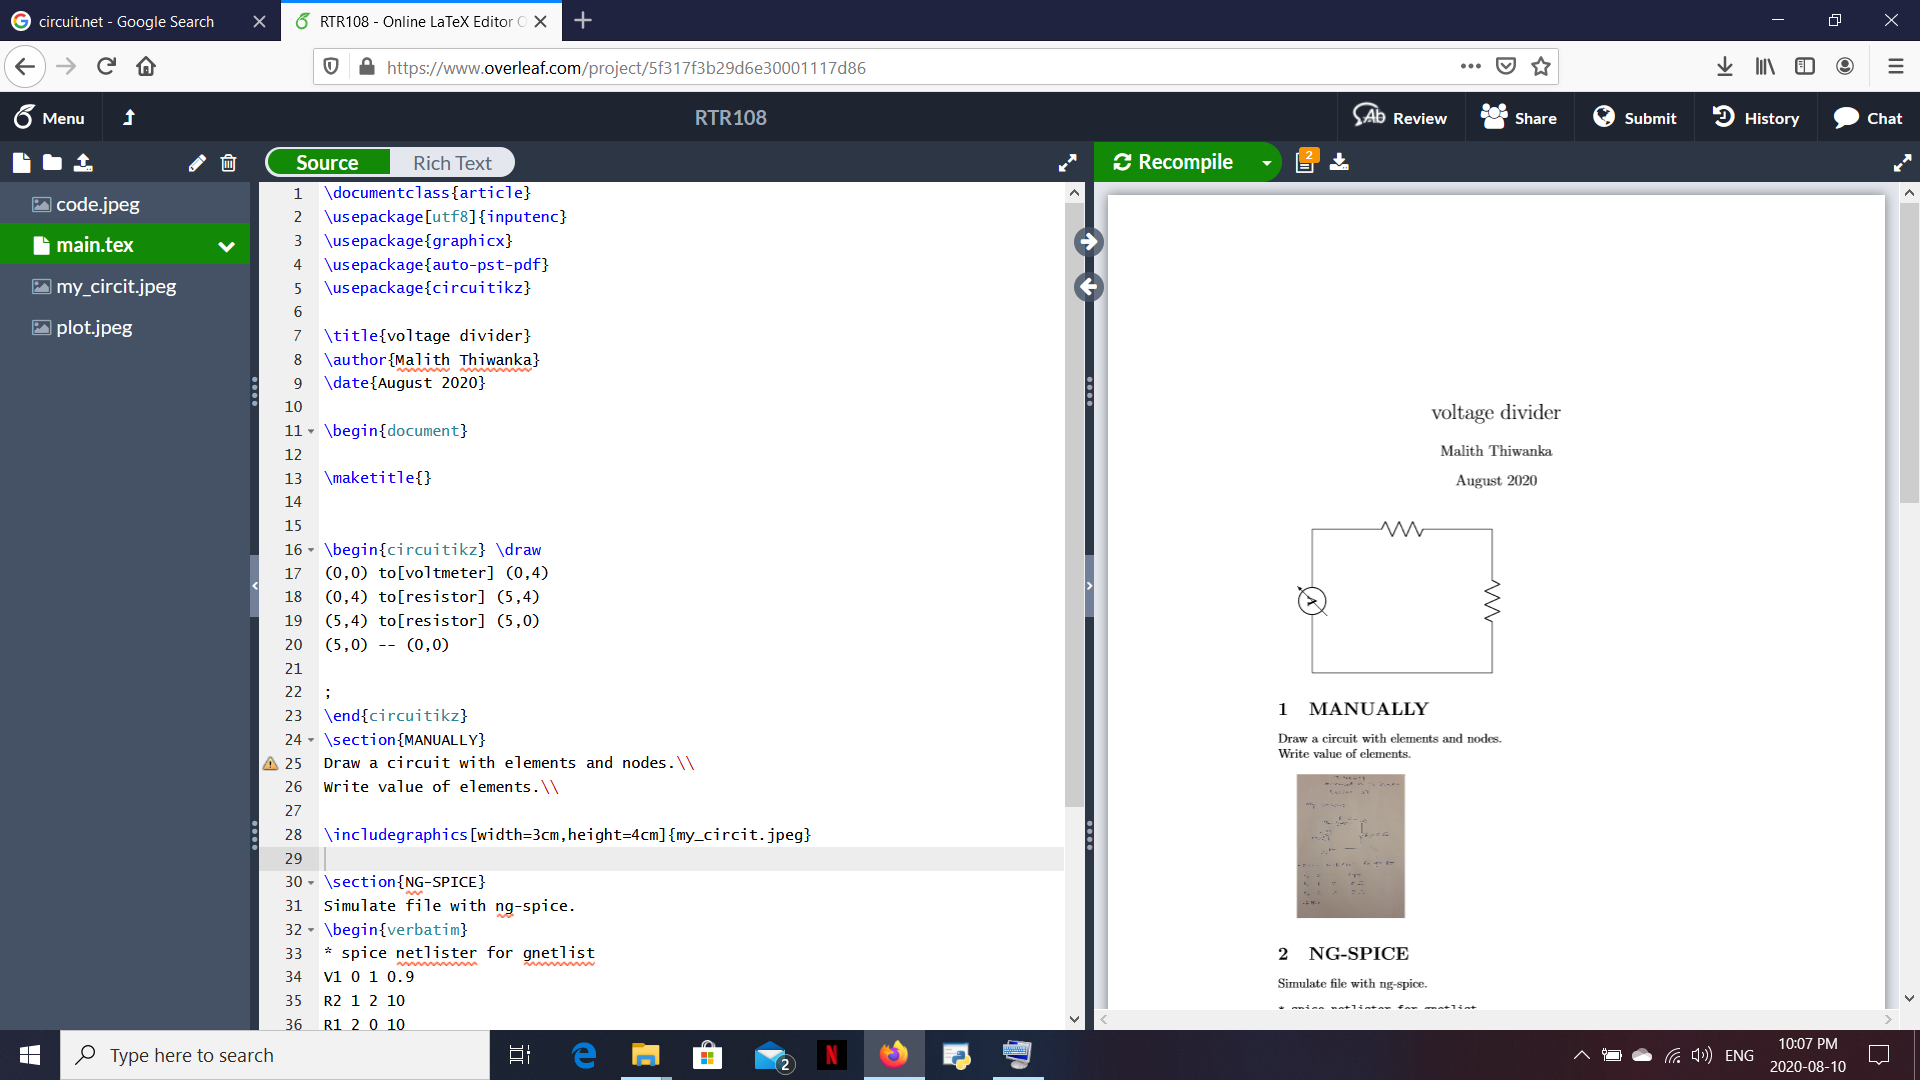 circuit.net - Google Search
RTR108 - Online LaTeX Editor O
https://www.overleaf.com/project/5f317f3b29d6e30001117d86
Menu
RTR108
Review
Share
Submit
History
Chat
Source
Rich Text
Recompile
2
code.jpeg
main.tex
my_circit.jpeg
plot.jpeg
1 \documentclass{article}
2 \usepackage[utf8]{inputenc}
3 \usepackage{graphicx}
4 \usepackage{auto-pst-pdf}
5 \usepackage{circuitikz}
6
7 \title{voltage divider}
8 \author{Malith Thiwanka}
9 \date{August 2020}
10
11 \begin{document}
12
13 \maketitle{}
14
15
16 \begin{circuitikz} \draw
17 (0,0) to[voltmeter] (0,4)
18 (0,4) to[resistor] (5,4)
19 (5,4) to[resistor] (5,0)
20 (5,0) -- (0,0)
21
22 ;
23 \end{circuitikz}
24 \section{MANUALLY}
25 Draw a circuit with elements and nodes.\\
26 Write value of elements.\\
27
28 \includegraphics[width=3cm,height=4cm]{my_circit.jpeg}
29
30 \section{NG-SPICE}
31 Simulate file with ng-spice.
32 \begin{verbatim}
33 * spice netlister for gnetlist
34 V1 0 1 0.9
35 R2 1 2 10
36 R1 2 0 10
voltage divider
Malith Thiwanka
August 2020
V
1 MANUALLY
Draw a circuit with elements and nodes.
Write value of elements.
2 NG-SPICE
Simulate file with ng-spice.
* spice netlister for gnetlist
Type here to search
2
N
ENG
10:07 PM
2020-08-10